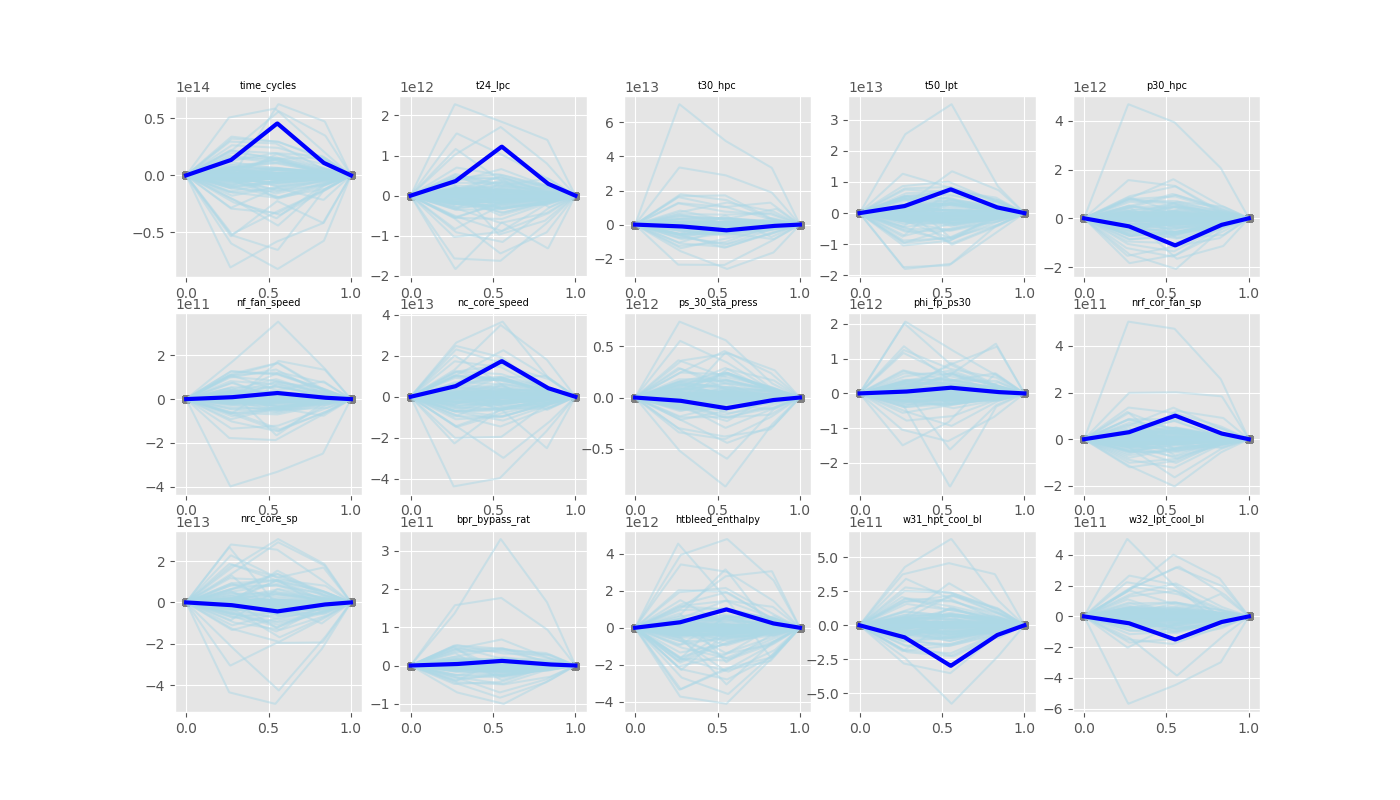 time_cycles t24_lpc t30_hpc t50_lpt p30_hpc
1e14 1e12 1e13 1e13 1e12
0.5 0.0 −0.5
2 1 0 −1 −2
6 4 2 0 −2
3 2 1 0 −1 −2
4 2 0 −2
0.0 0.5 1.0 0.0 0.5 1.0 0.0 0.5 1.0 0.0 0.5 1.0 0.0 0.5 1.0
nf_fan_speed nc_core_speed ps_30_sta_press phi_fp_ps30 nrf_cor_fan_sp
1e11 1e13 1e12 1e12 1e11
2 0 −2 −4
4 2 0 −2 −4
0.5 0.0 −0.5
2 1 0 −1 −2
4 2 0 −2
0.0 0.5 1.0 0.0 0.5 1.0 0.0 0.5 1.0 0.0 0.5 1.0 0.0 0.5 1.0
nrc_core_sp bpr_bypass_rat htbleed_enthalpy w31_hpt_cool_bl w32_lpt_cool_bl
1e13 1e11 1e12 1e11 1e11
2 0 −2 −4
3 2 1 0 −1
4 2 0 −2 −4
5.0 2.5 0.0 −2.5 −5.0
4 2 0 −2 −4 −6
0.0 0.5 1.0 0.0 0.5 1.0 0.0 0.5 1.0 0.0 0.5 1.0 0.0 0.5 1.0